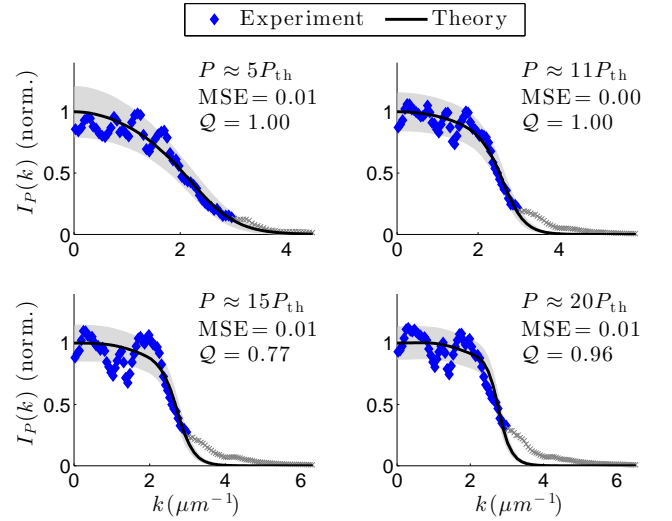 Experiment Theory
P ≈ 5P_th
MSE = 0.01
Q = 1.00
I_P(k) (norm.)
1
0.5
0
0 2 4
P ≈ 11P_th
MSE = 0.00
Q = 1.00
1
0.5
0
0 2 4
P ≈ 15P_th
MSE = 0.01
Q = 0.77
I_P(k) (norm.)
1
0.5
0
0 2 4 6
k (μm⁻¹)
P ≈ 20P_th
MSE = 0.01
Q = 0.96
1
0.5
0
0 2 4 6
k (μm⁻¹)